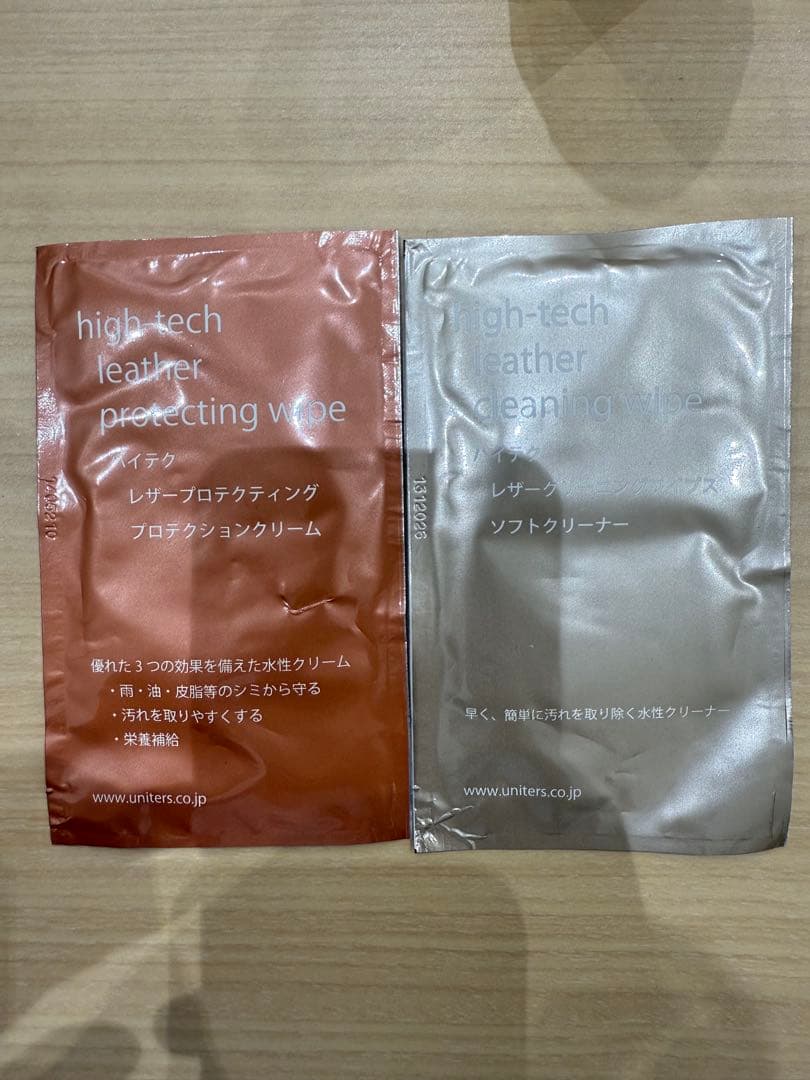 high-tech
leather
protecting wipe
ハイテク
レザープロテクティング
プロテクションクリーム
優れた3つの効果を備えた水性クリーム
・雨・油・皮脂等のシミから守る
・汚れを取りやすくする
・栄養補給
www.uniters.co.jp
high-tech
leather
cleaning wipe
ハイテク
ソフトクリーナー
早く、簡単に汚れを取り除く水性クリーナー
www.uniters.co.jp
1312026